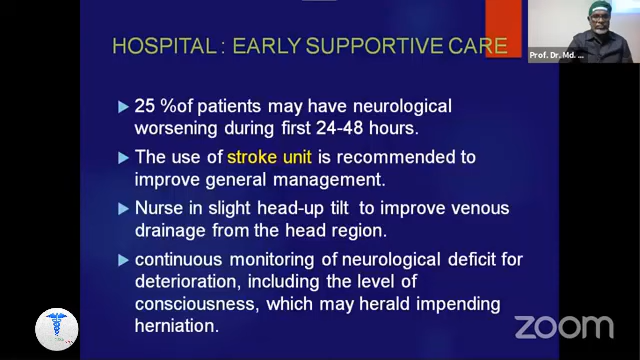 HOSPITAL : EARLY SUPPORTIVE CARE
Prof. Dr. Md. ...
25 %of patients may have neurological
worsening during first 24-48 hours.
The use of stroke unit is recommended to
improve general management.
Nurse in slight head-up tilt to improve venous
drainage from the head region.
continuous monitoring of neurological deficit for
deterioration, including the level of
consciousness, which may herald impending
herniation.
zoom